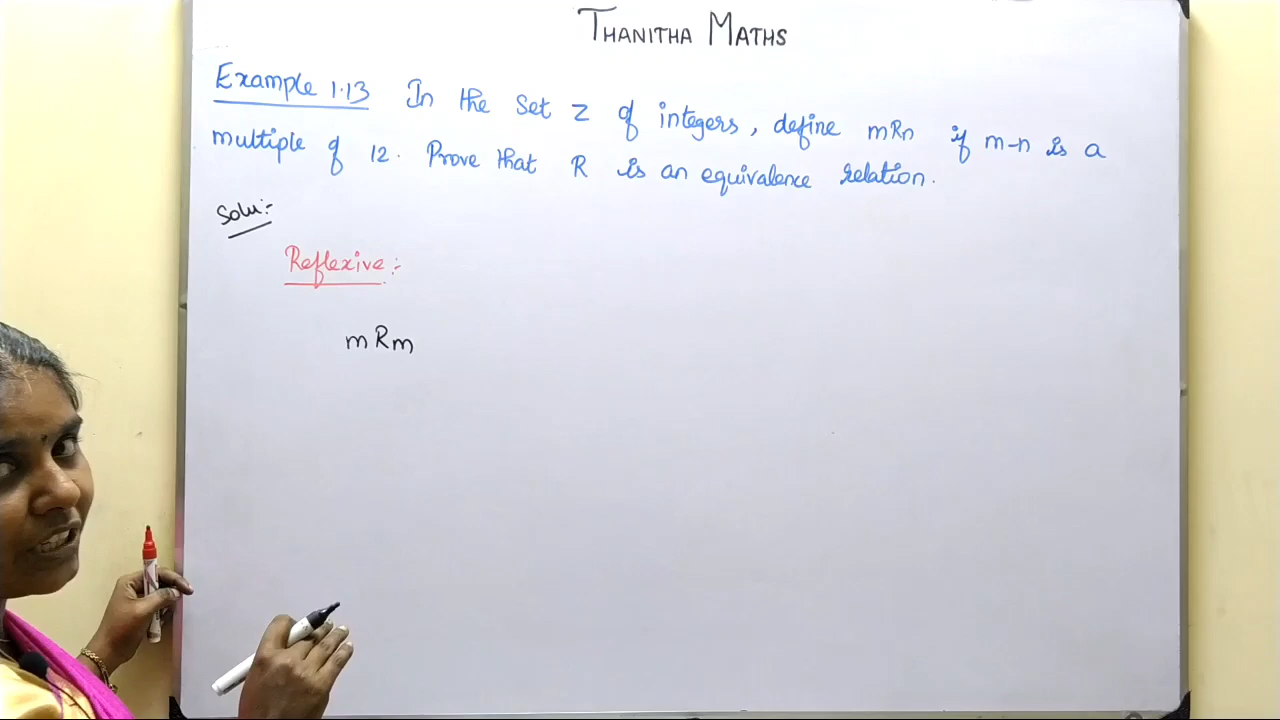 THANITHA MATHS
Example 1.13 In the Set Z of integers, define mRn if m-n is a
multiple of 12. Prove that R is an equivalence relation.
Solu:-
Reflexive:-
mRm